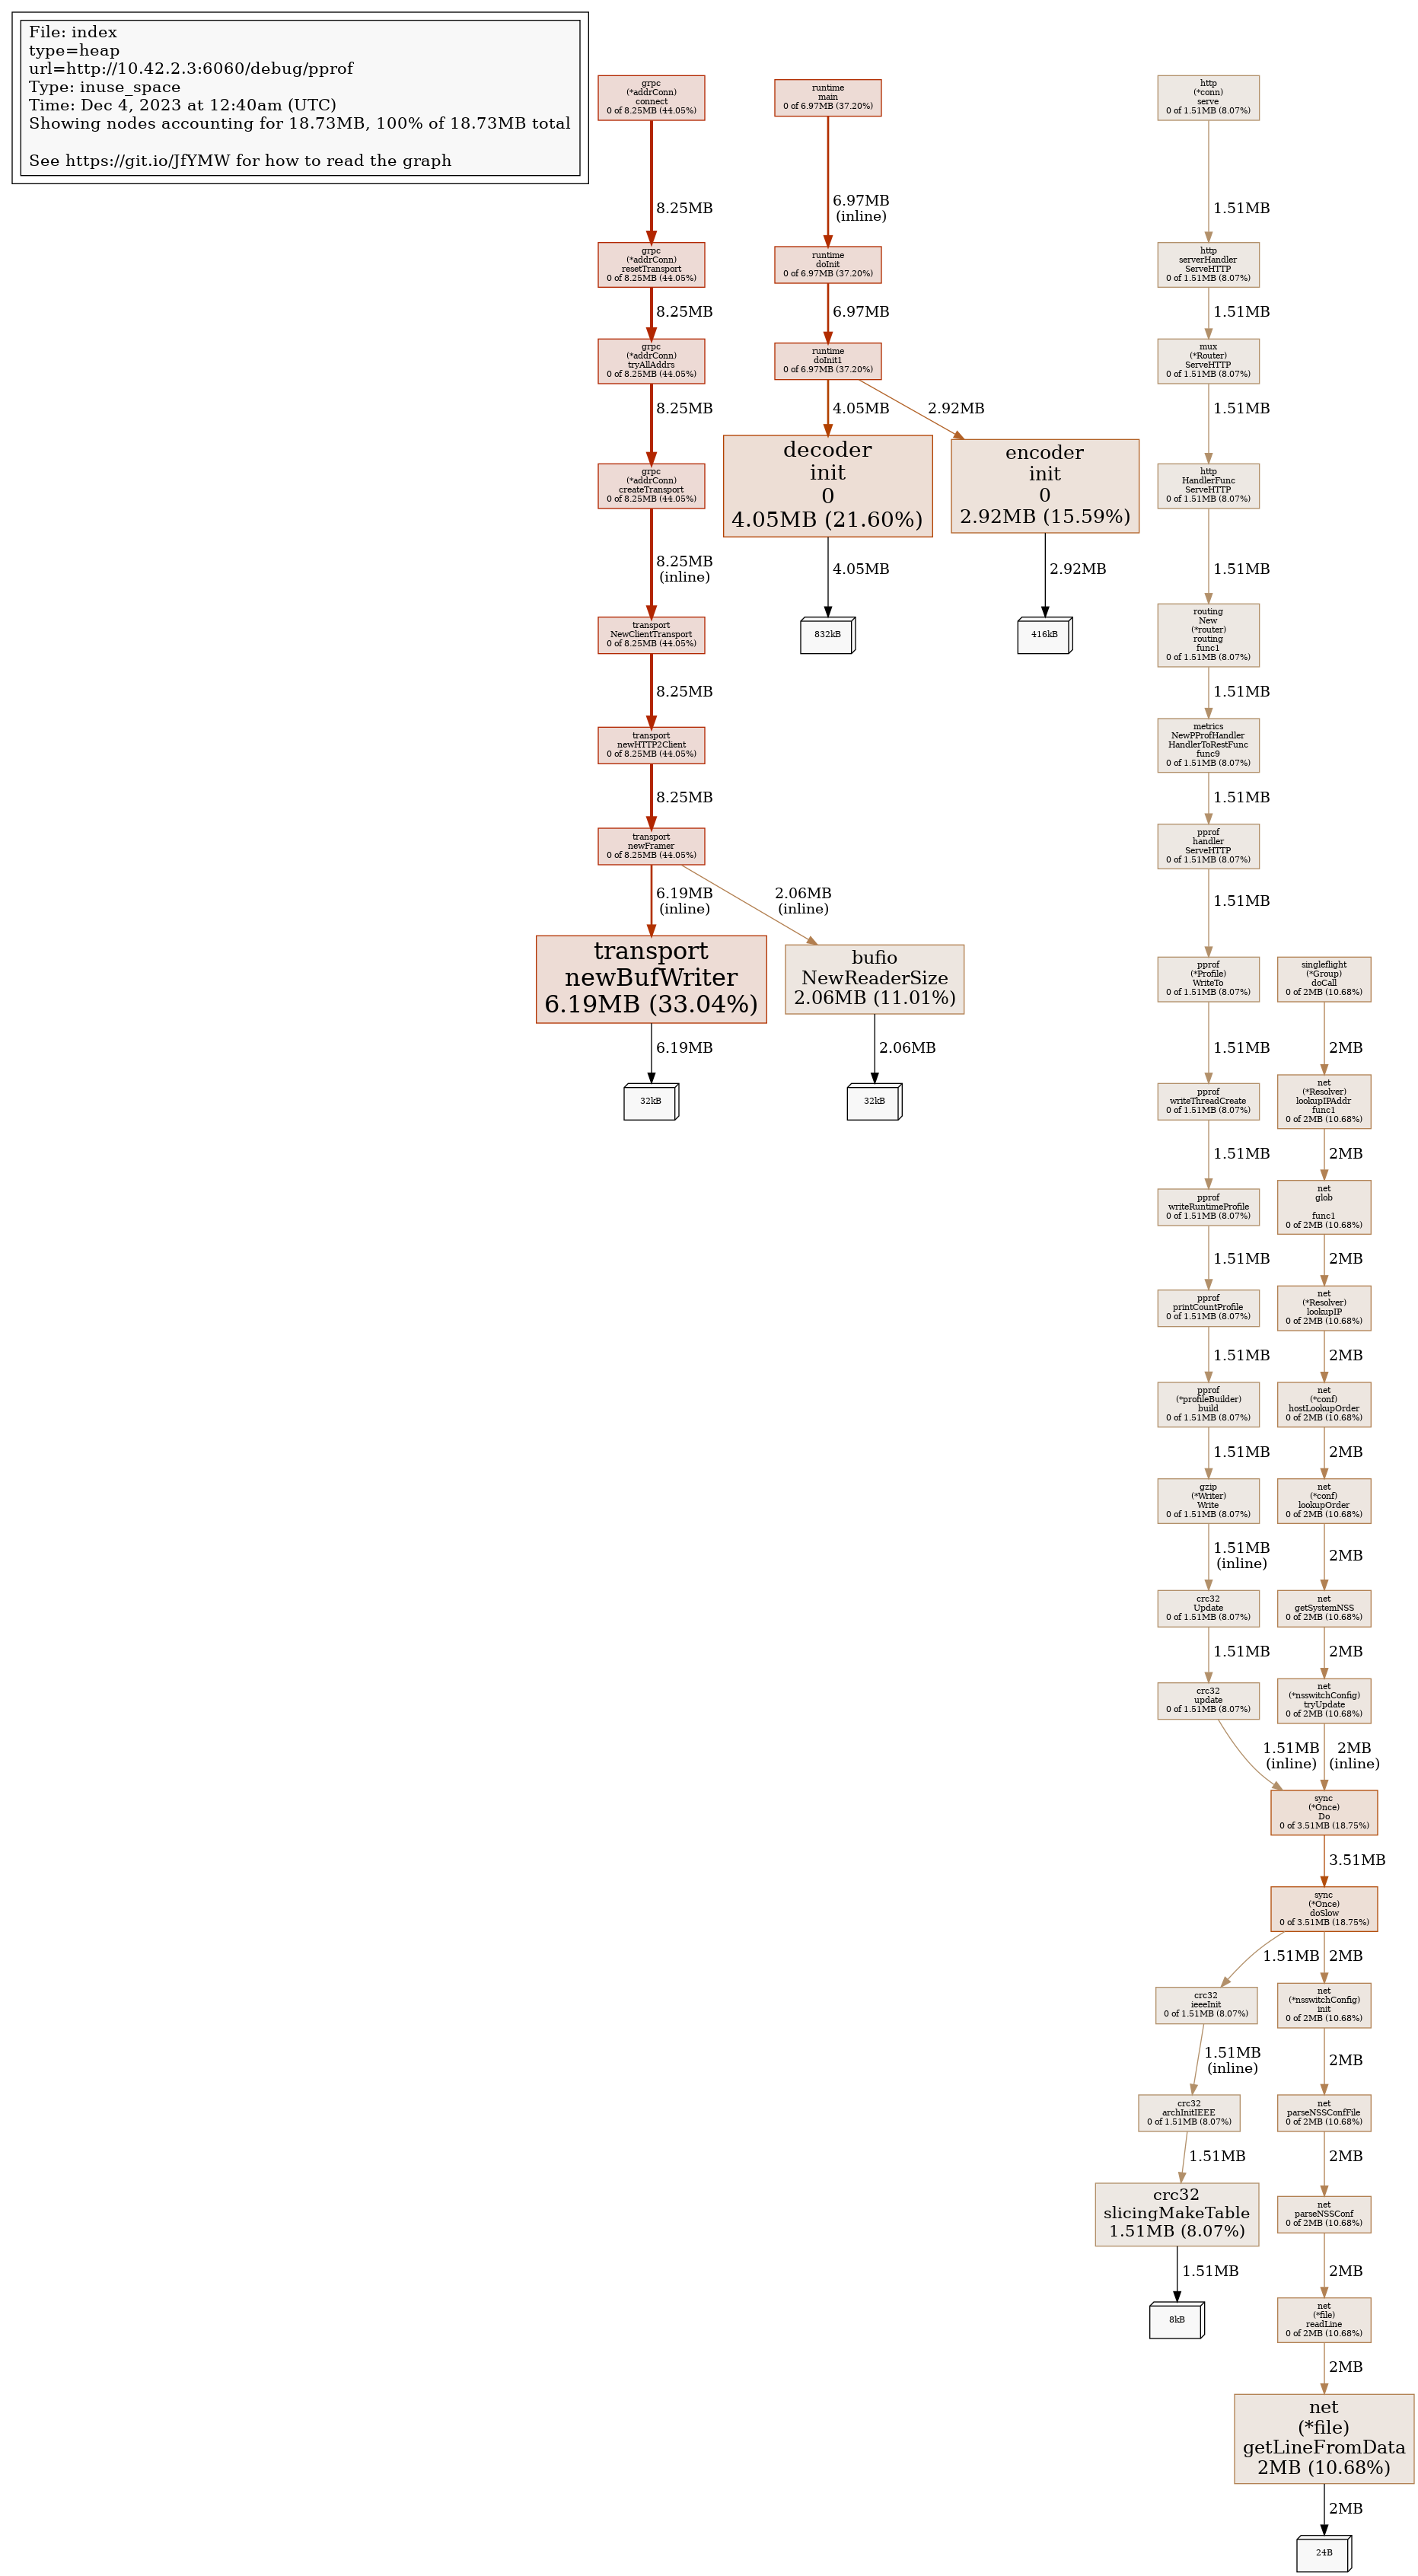 File: index
type=heap
url=http://10.42.2.3:6060/debug/pprof
Type: inuse_space
Time: Dec 4, 2023 at 12:40am (UTC)
Showing nodes accounting for 18.73MB, 100% of 18.73MB total
See https://git.io/JfYMW for how to read the graph
grpc
(*addrConn)
connect
0 of 8.25MB (44.05%)
8.25MB
grpc
(*addrConn)
resetTransport
0 of 8.25MB (44.05%)
8.25MB
grpc
(*addrConn)
tryAllAddrs
0 of 8.25MB (44.05%)
8.25MB
grpc
(*addrConn)
createTransport
0 of 8.25MB (44.05%)
8.25MB
(inline)
transport
NewClientTransport
0 of 8.25MB (44.05%)
8.25MB
transport
newHTTP2Client
0 of 8.25MB (44.05%)
8.25MB
transport
newFramer
0 of 8.25MB (44.05%)
6.19MB
(inline)
2.06MB
(inline)
transport
newBufWriter
6.19MB (33.04%)
6.19MB
32kB
bufio
NewReaderSize
2.06MB (11.01%)
2.06MB
32kB
runtime
main
0 of 6.97MB (37.20%)
6.97MB
(inline)
runtime
doInit
0 of 6.97MB (37.20%)
6.97MB
runtime
doInit1
0 of 6.97MB (37.20%)
4.05MB
2.92MB
decoder
init
0
4.05MB (21.60%)
4.05MB
832kB
encoder
init
0
2.92MB (15.59%)
2.92MB
416kB
http
(*conn)
serve
0 of 1.51MB (8.07%)
1.51MB
http
serverHandler
ServeHTTP
0 of 1.51MB (8.07%)
1.51MB
mux
(*Router)
ServeHTTP
0 of 1.51MB (8.07%)
1.51MB
http
HandlerFunc
ServeHTTP
0 of 1.51MB (8.07%)
1.51MB
routing
New
(*router)
routing
func1
0 of 1.51MB (8.07%)
1.51MB
metrics
NewPProfHandler
HandlerToRestFunc
func9
0 of 1.51MB (8.07%)
1.51MB
pprof
handler
ServeHTTP
0 of 1.51MB (8.07%)
1.51MB
pprof
(*Profile)
WriteTo
0 of 1.51MB (8.07%)
1.51MB
pprof
writeThreadCreate
0 of 1.51MB (8.07%)
1.51MB
pprof
writeRuntimeProfile
0 of 1.51MB (8.07%)
1.51MB
pprof
printCountProfile
0 of 1.51MB (8.07%)
1.51MB
pprof
(*profileBuilder)
build
0 of 1.51MB (8.07%)
1.51MB
gzip
(*Writer)
Write
0 of 1.51MB (8.07%)
1.51MB
(inline)
crc32
Update
0 of 1.51MB (8.07%)
1.51MB
crc32
update
0 of 1.51MB (8.07%)
1.51MB
(inline)
singleflight
(*Group)
doCall
0 of 2MB (10.68%)
2MB
net
(*Resolver)
lookupIPAddr
func1
0 of 2MB (10.68%)
2MB
net
glob
func1
0 of 2MB (10.68%)
2MB
net
(*Resolver)
lookupIP
0 of 2MB (10.68%)
2MB
net
(*conf)
hostLookupOrder
0 of 2MB (10.68%)
2MB
net
(*conf)
lookupOrder
0 of 2MB (10.68%)
2MB
net
getSystemNSS
0 of 2MB (10.68%)
2MB
net
(*nsswitchConfig)
tryUpdate
0 of 2MB (10.68%)
2MB
(inline)
sync
(*Once)
Do
0 of 3.51MB (18.75%)
3.51MB
sync
(*Once)
doSlow
0 of 3.51MB (18.75%)
1.51MB
2MB
crc32
ieeeInit
0 of 1.51MB (8.07%)
1.51MB
(inline)
crc32
archInitIEEE
0 of 1.51MB (8.07%)
1.51MB
crc32
slicingMakeTable
1.51MB (8.07%)
1.51MB
8kB
net
(*nsswitchConfig)
init
0 of 2MB (10.68%)
2MB
net
parseNSSConfFile
0 of 2MB (10.68%)
2MB
net
parseNSSConf
0 of 2MB (10.68%)
2MB
net
(*file)
readLine
0 of 2MB (10.68%)
2MB
net
(*file)
getLineFromData
2MB (10.68%)
2MB
24B